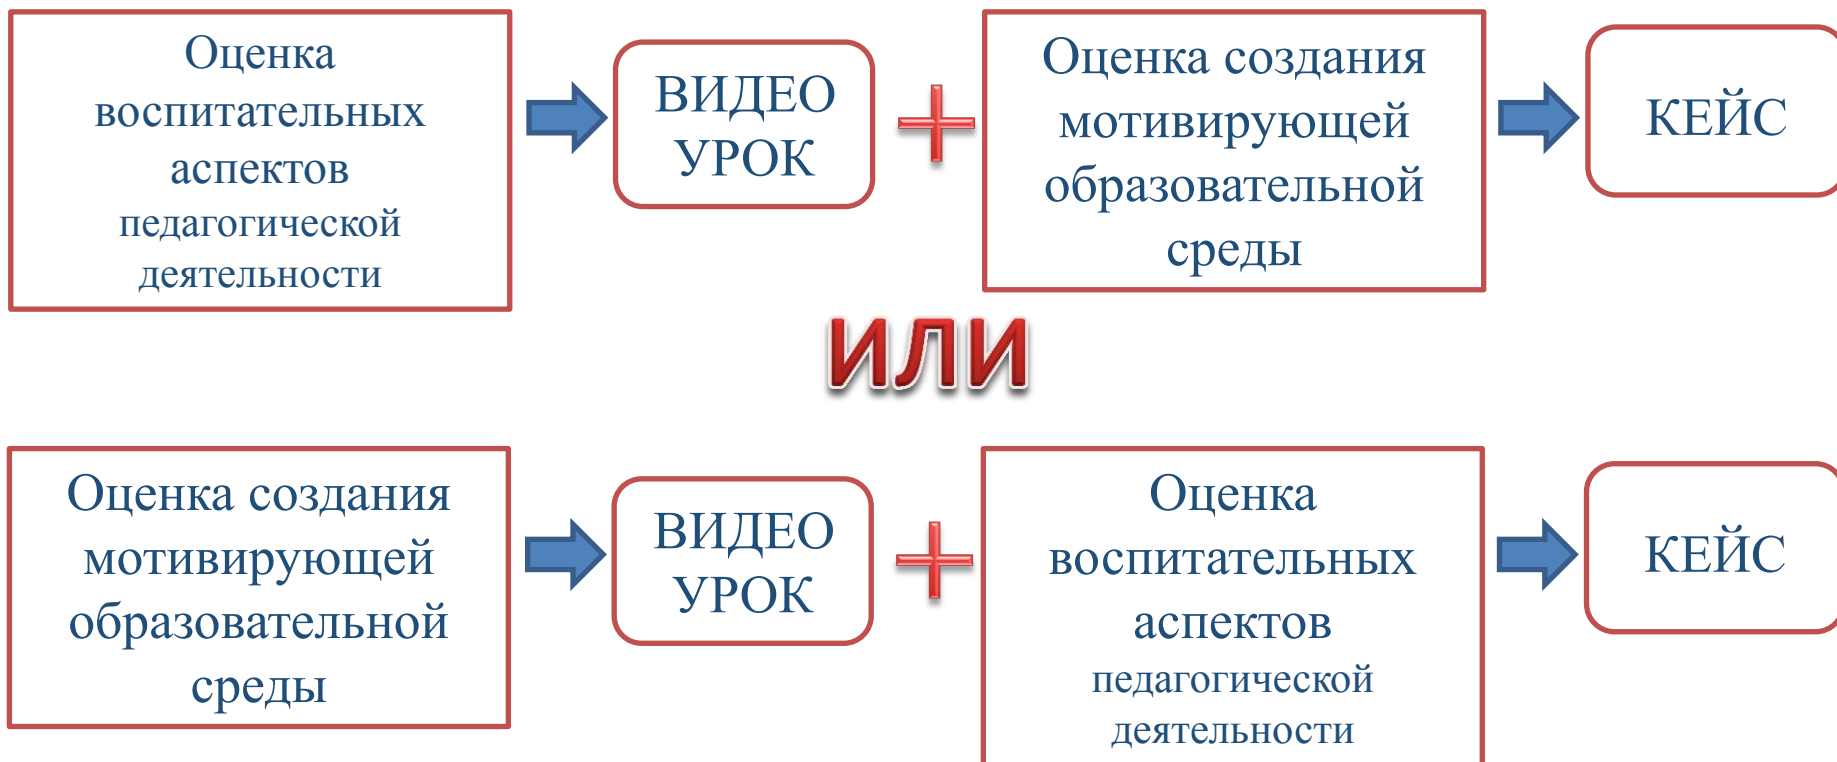 Оценка
воспитательных
аспектов
педагогической
деятельности
ВИДЕО
УРОК
Оценка создания
мотивирующей
образовательной
среды
КЕЙС
ИЛИ
Оценка создания
мотивирующей
образовательной
среды
ВИДЕО
УРОК
Оценка
воспитательных
аспектов
педагогической
деятельности
КЕЙС